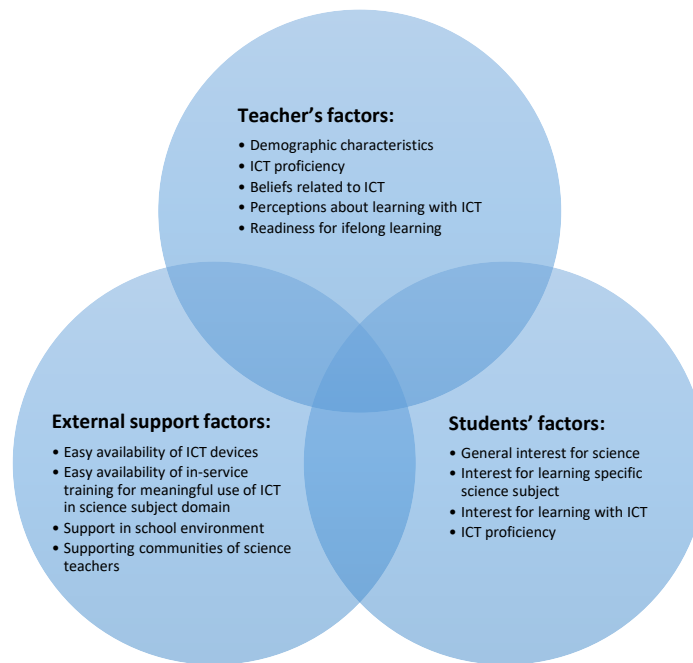 Teacher's factors:
• Demographic characteristics
• ICT proficiency
• Beliefs related to ICT
• Perceptions about learning with ICT
• Readiness for ifelong learning
External support factors:
• Easy availability of ICT devices
• Easy availability of in-service
training for meaningful use of ICT
in science subject domain
• Support in school environment
• Supporting communities of science
teachers
Students' factors:
• General interest for science
• Interest for learning specific
science subject
• Interest for learning with ICT
• ICT proficiency